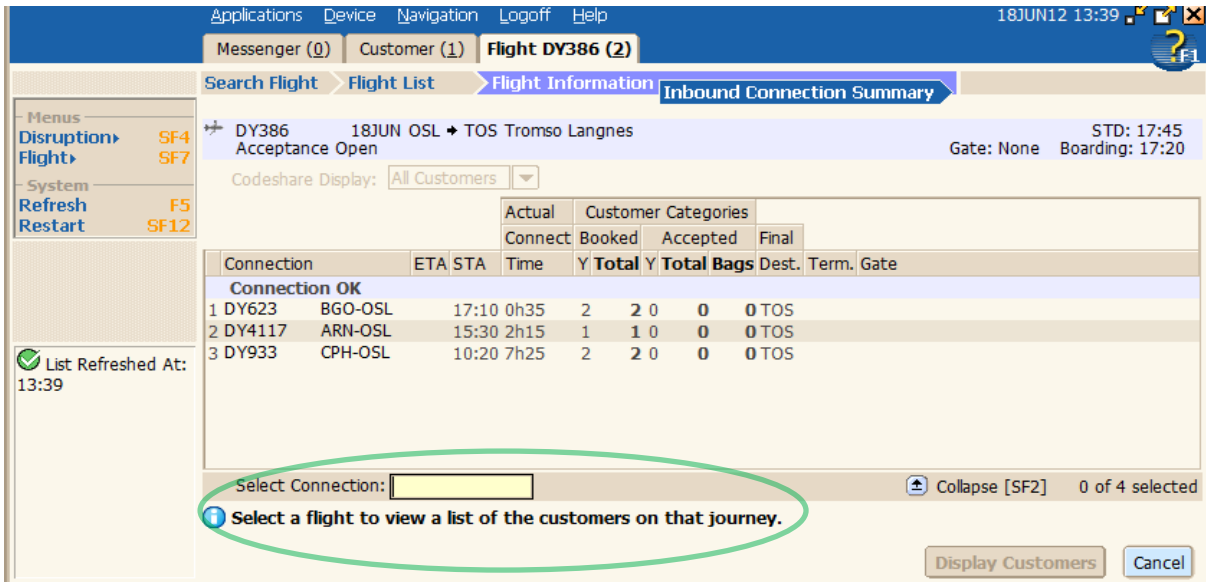 Applications Device Navigation Logoff Help 18JUN12 13:39
Messenger (0) Customer (1) Flight DY386 (2)
? F1
Search Flight Flight List Flight Information Inbound Connection Summary
Menus
Disruption SF4
Flight SF7
System
Refresh F5
Restart SF12
DY386 18JUN OSL → TOS Tromso Langnes STD: 17:45
Acceptance Open Gate: None Boarding: 17:20
Codeshare Display: All Customers
Actual Customer Categories
Connect Booked Accepted Final
Connection ETA STA Time Y Total Y Total Bags Dest. Term. Gate
Connection OK
1 DY623 BGO-OSL 17:10 0h35 2 2 0 0 0 TOS
2 DY4117 ARN-OSL 15:30 2h15 1 1 0 0 0 TOS
3 DY933 CPH-OSL 10:20 7h25 2 2 0 0 0 TOS
List Refreshed At:
13:39
Select Connection: Collapse [SF2] 0 of 4 selected
Select a flight to view a list of the customers on that journey.
Display Customers Cancel